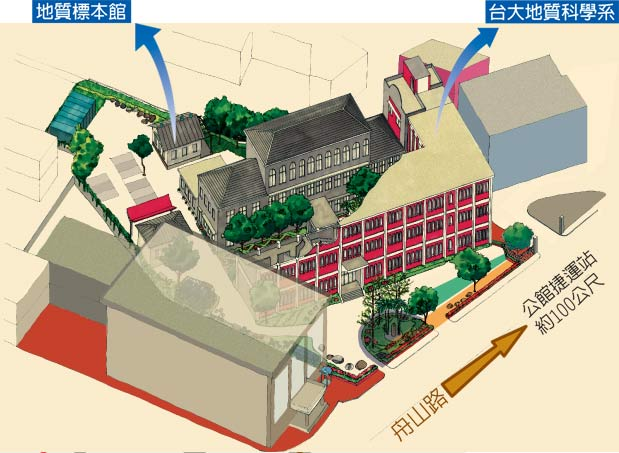 地質標本館
台大地質科學系
公館捷運站
約100公尺
舟山路